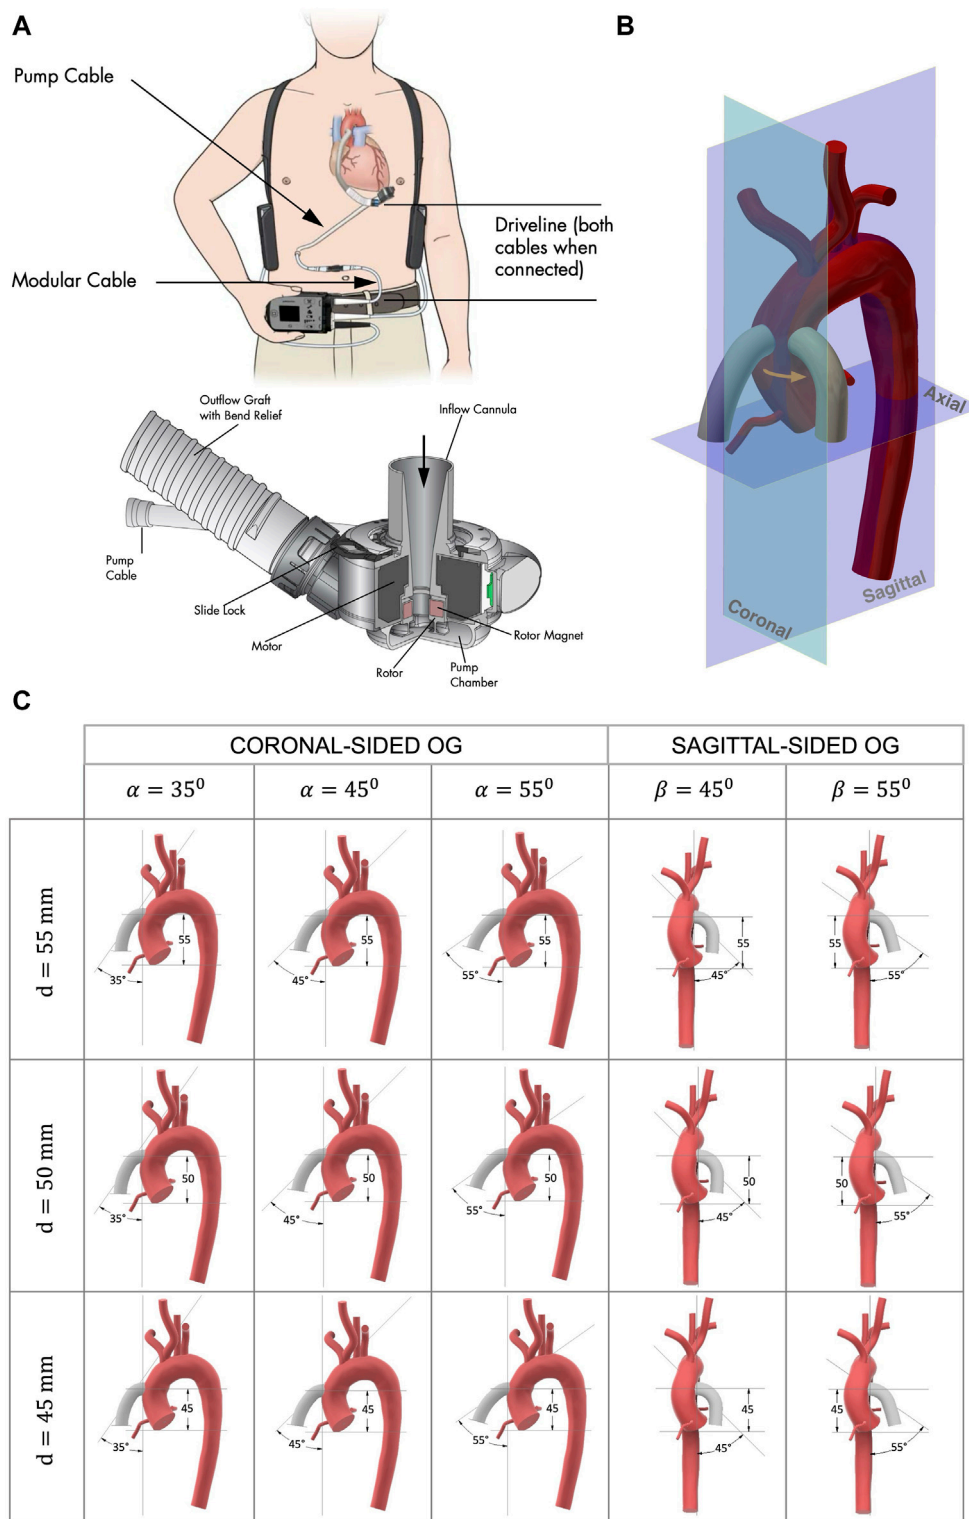 A
Pump Cable
Modular Cable
Driveline (both
cables when
connected)
Outflow Graft
with Bend Relief
Inflow Cannula
Pump
Cable
Slide Lock
Motor
Rotor
Pump
Chamber
Rotor Magnet
B
Axial
Sagittal
Coronal
C
CORONAL-SIDED OG
SAGITTAL-SIDED OG
α = 35⁰
α = 45⁰
α = 55⁰
β = 45⁰
β = 55⁰
d = 55 mm
55
35°
55
45°
55
55°
55
45°
55
55°
d = 50 mm
50
35°
50
45°
50
55°
50
45°
50
55°
d = 45 mm
45
35°
45
45°
45
55°
45
45°
45
55°